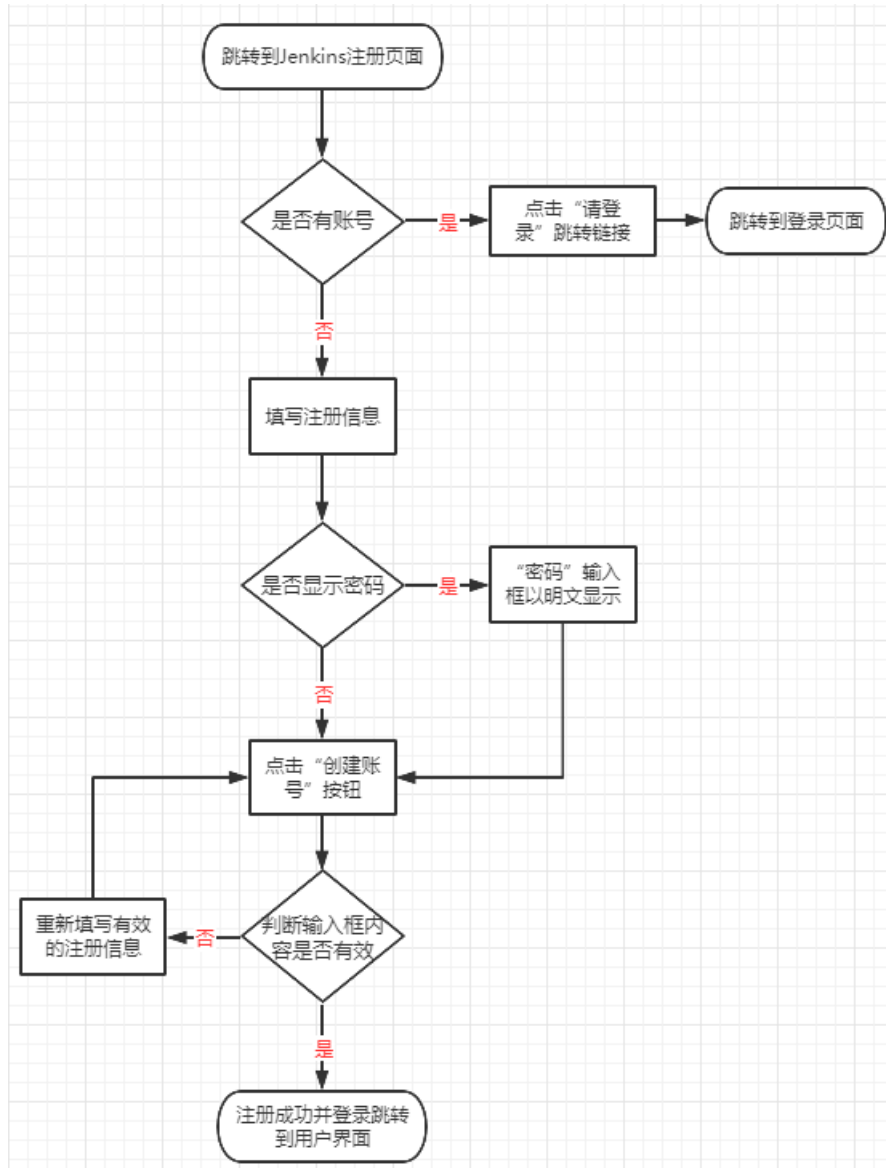 跳转到Jenkins注册页面
是否有账号
是
点击“请登
录”跳转链接
跳转到登录页面
否
填写注册信息
是否显示密码
是
“密码”输入
框以明文显示
否
点击“创建账
号”按钮
判断输入框内
容是否有效
否
重新填写有效
的注册信息
是
注册成功并登录跳转
到用户界面